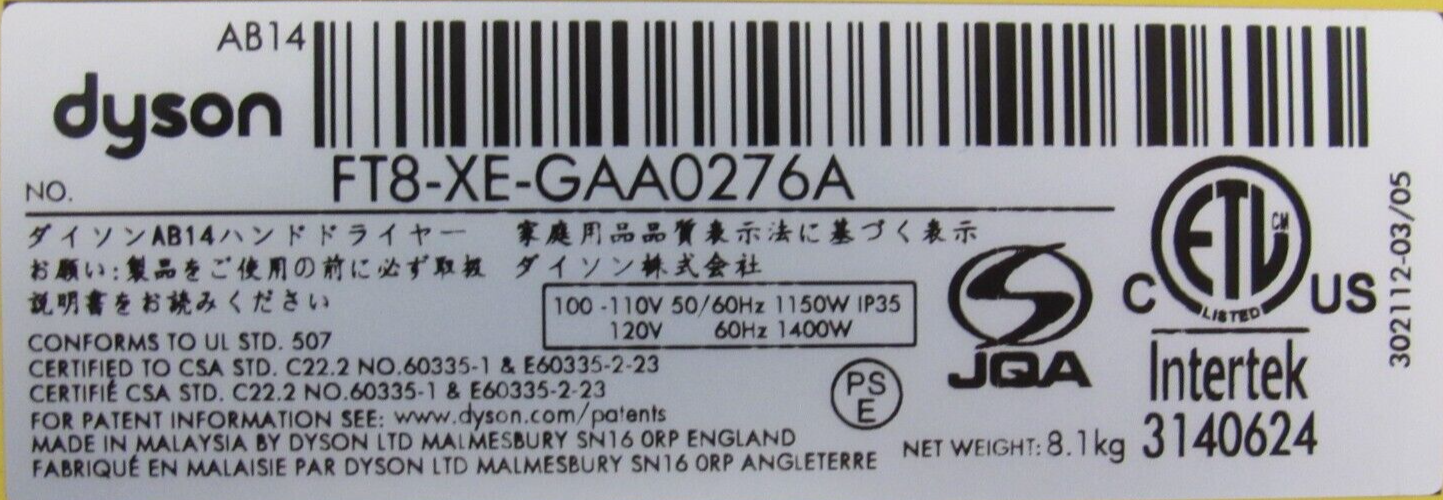 AB14
dyson
NO. FT8-XE-GAA0276A
ダイソンAB14ハンドドライヤー 家庭用品品質表示法に基づく表示
お願い:製品をご使用の前に必ず取扱 ダイソン株式会社
説明書をお読みください
100 -110V 50/60Hz 1150W IP35
120V 60Hz 1400W
CONFORMS TO UL STD. 507
CERTIFIED TO CSA STD. C22.2 NO.60335-1 & E60335-2-23
CERTIFIÉ CSA STD. C22.2 NO.60335-1 & E60335-2-23
FOR PATENT INFORMATION SEE: www.dyson.com/patents
MADE IN MALAYSIA BY DYSON LTD MALMESBURY SN16 0RP ENGLAND
FABRIQUÉ EN MALAISIE PAR DYSON LTD MALMESBURY SN16 0RP ANGLETERRE
PS
E
JQA
NET WEIGHT: 8.1kg
C ETL CM US
LISTED
Intertek
3140624
302112-03/05